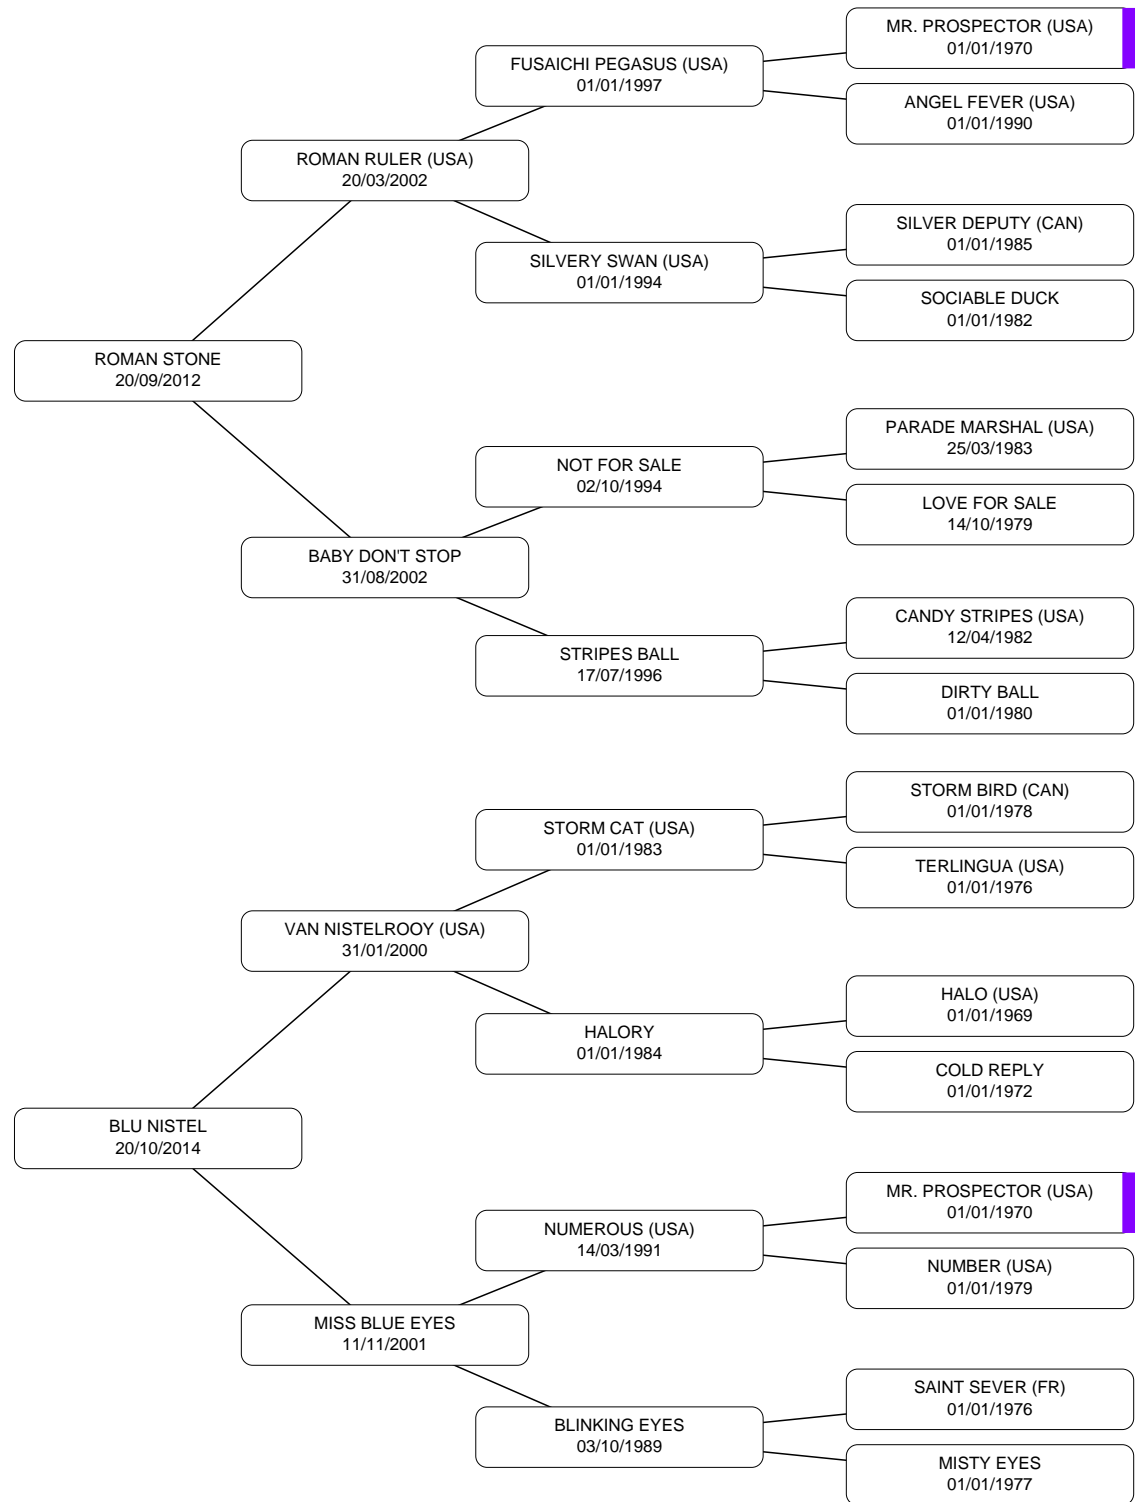 MR. PROSPECTOR (USA)
01/01/1970
FUSAICHI PEGASUS (USA)
01/01/1997
ANGEL FEVER (USA)
01/01/1990
ROMAN RULER (USA)
20/03/2002
SILVER DEPUTY (CAN)
01/01/1985
SILVERY SWAN (USA)
01/01/1994
SOCIABLE DUCK
01/01/1982
ROMAN STONE
20/09/2012
PARADE MARSHAL (USA)
25/03/1983
NOT FOR SALE
02/10/1994
LOVE FOR SALE
14/10/1979
BABY DON'T STOP
31/08/2002
CANDY STRIPES (USA)
12/04/1982
STRIPES BALL
17/07/1996
DIRTY BALL
01/01/1980
STORM BIRD (CAN)
01/01/1978
STORM CAT (USA)
01/01/1983
TERLINGUA (USA)
01/01/1976
VAN NISTELROOY (USA)
31/01/2000
HALO (USA)
01/01/1969
HALORY
01/01/1984
COLD REPLY
01/01/1972
BLU NISTEL
20/10/2014
MR. PROSPECTOR (USA)
01/01/1970
NUMEROUS (USA)
14/03/1991
NUMBER (USA)
01/01/1979
MISS BLUE EYES
11/11/2001
SAINT SEVER (FR)
01/01/1976
BLINKING EYES
03/10/1989
MISTY EYES
01/01/1977